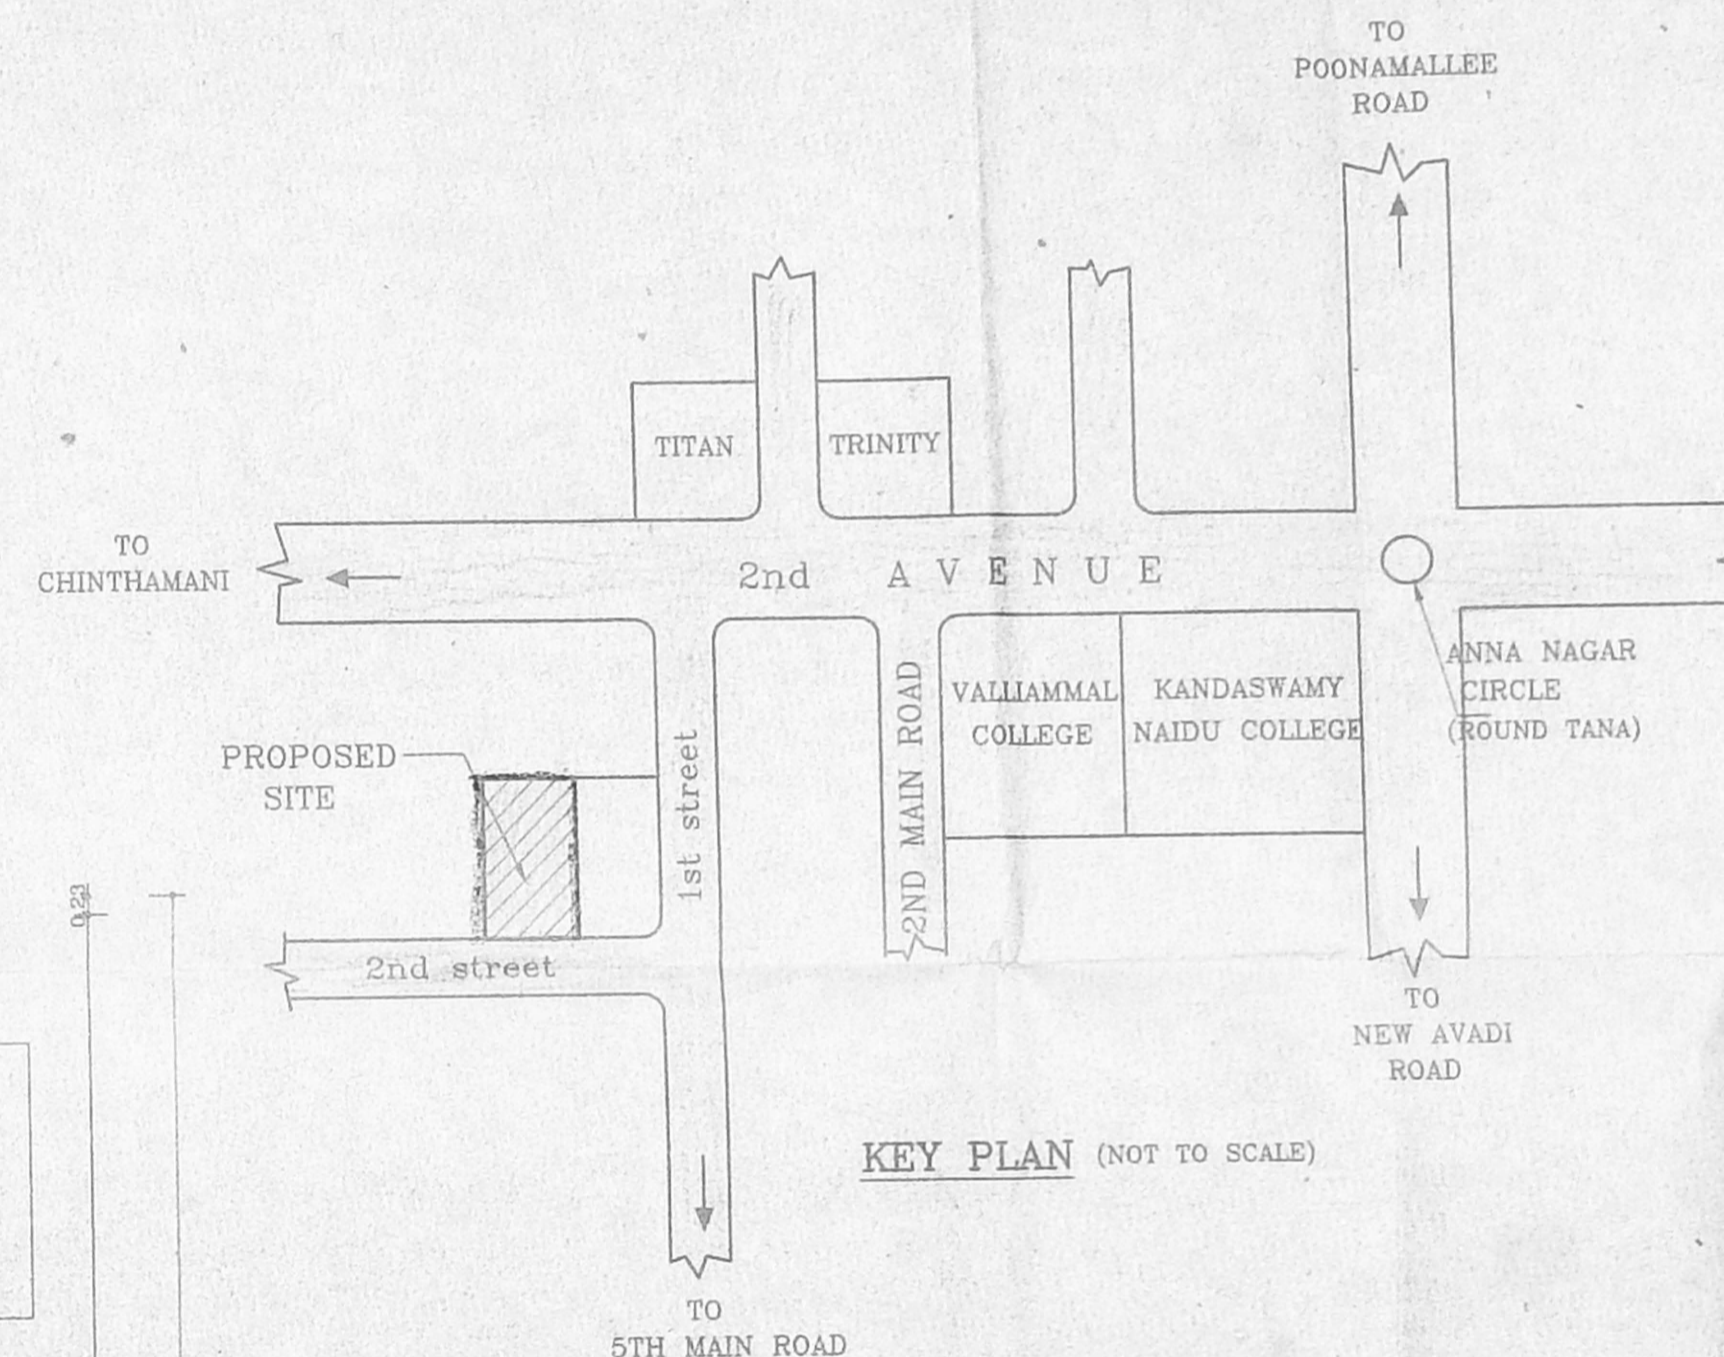 TO
POONAMALLEE
ROAD
TITAN
TRINITY
TO
CHINTHAMANI
2nd AVENUE
ANNA NAGAR
CIRCLE
(ROUND TANA)
VALLIAMMAL
COLLEGE
KANDASWAMY
NAIDU COLLEGE
2ND MAIN ROAD
1st street
PROPOSED
SITE
0.23
2nd street
TO
NEW AVADI
ROAD
KEY PLAN (NOT TO SCALE)
TO
5TH MAIN ROAD